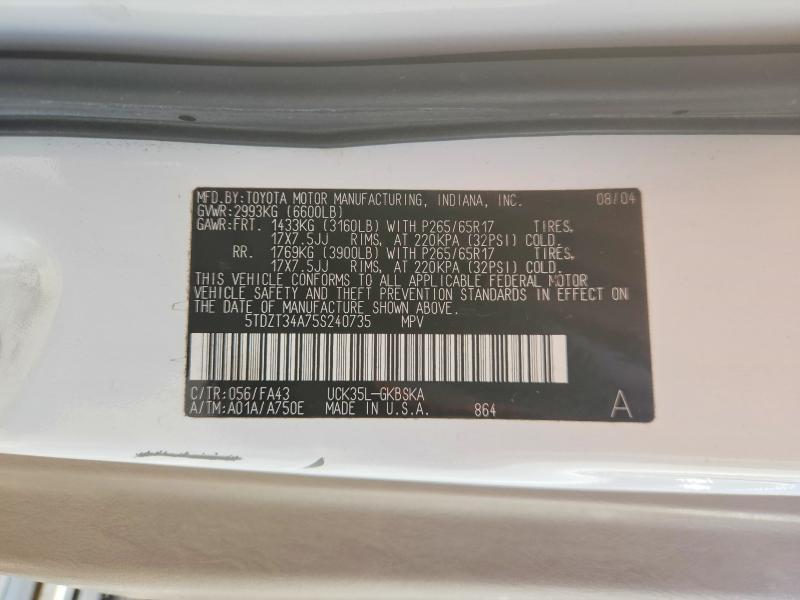 MFD.BY:TOYOTA MOTOR MANUFACTURING, INDIANA, INC. 08/04
GVWR:2993KG (6600LB)
GAWR:FRT. 1433KG (3160LB) WITH P265/65R17 TIRES,
17X7.5JJ RIMS, AT 220KPA (32PSI) COLD.
RR. 1769KG (3900LB) WITH P265/65R17 TIRES,
17X7.5JJ RIMS, AT 220KPA (32PSI) COLD.
THIS VEHICLE CONFORMS TO ALL APPLICABLE FEDERAL MOTOR
VEHICLE SAFETY AND THEFT PREVENTION STANDARDS IN EFFECT ON
THE DATE OF MANUFACTURE SHOWN ABOVE.
5TDZT34A75S240735 MPV
C/TR:056/FA43 UCK35L-GKBSKA
A/TM:A01A/A750E MADE IN U.S.A. 864 A